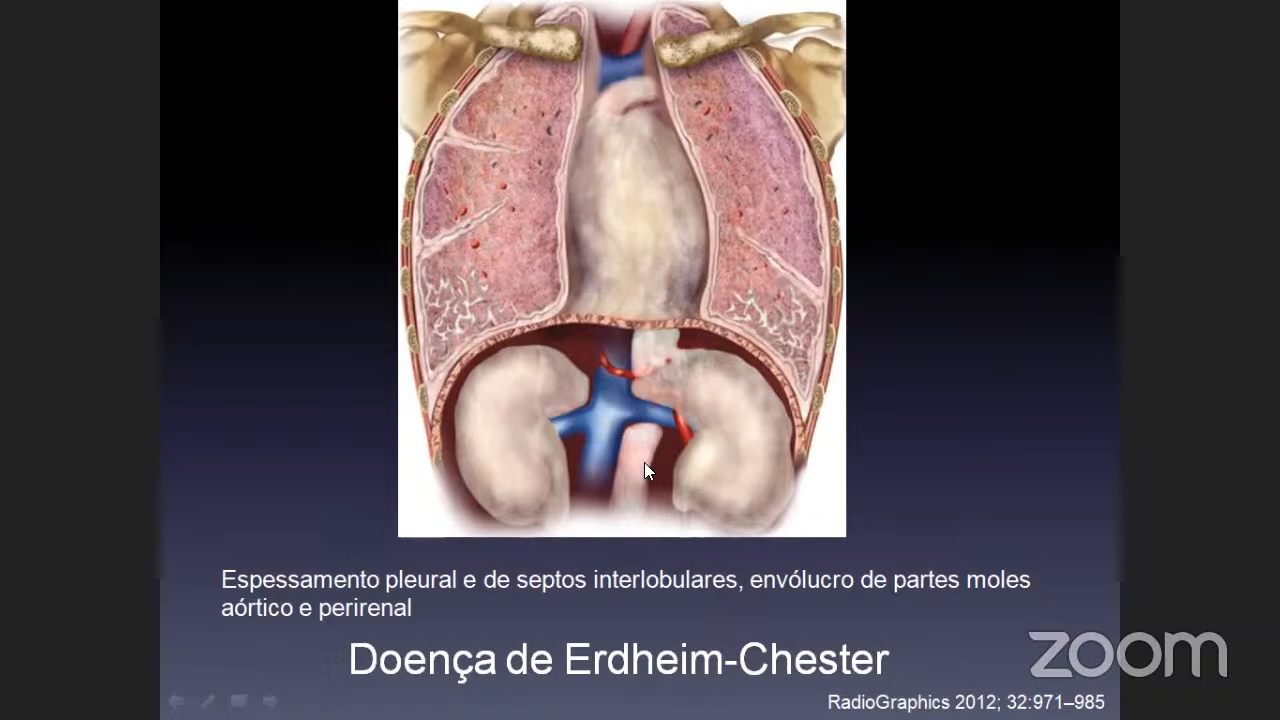 Espessamento pleural e de septos interlobulares, envólucro de partes moles
aórtico e perirenal
Doença de Erdheim-Chester
zoom
RadioGraphics 2012; 32:971–985